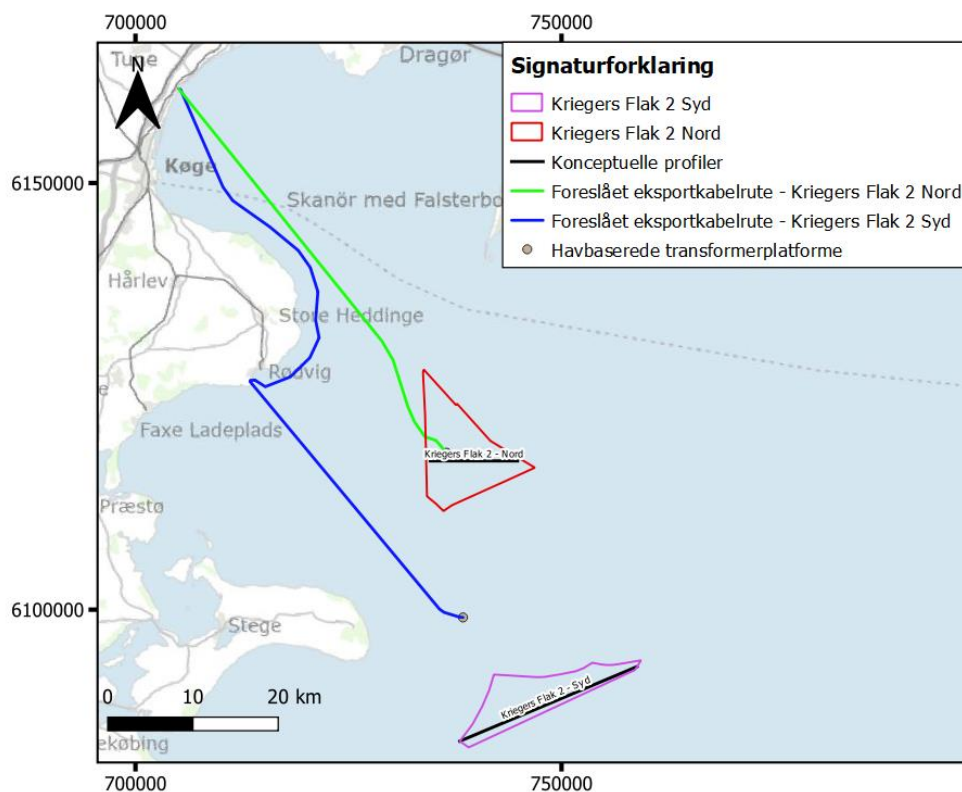 700000
750000
Tune
N
Dragør
Signaturforklaring
Kriegers Flak 2 Syd
Kriegers Flak 2 Nord
Konceptuelle profiler
Foreslået eksportkabelrute - Kriegers Flak 2 Nord
Foreslået eksportkabelrute - Kriegers Flak 2 Syd
Havbaserede transformerplatforme
Køge
6150000
Skanör med Falsterbo
Hårlev
Store Heddinge
Rødvig
e
Faxe Ladeplads
Kriegers Flak 2 - Nord
Præstø
6100000
Stege
0 10 20 km
Kriegers Flak 2 - Syd
ekøbing
700000
750000